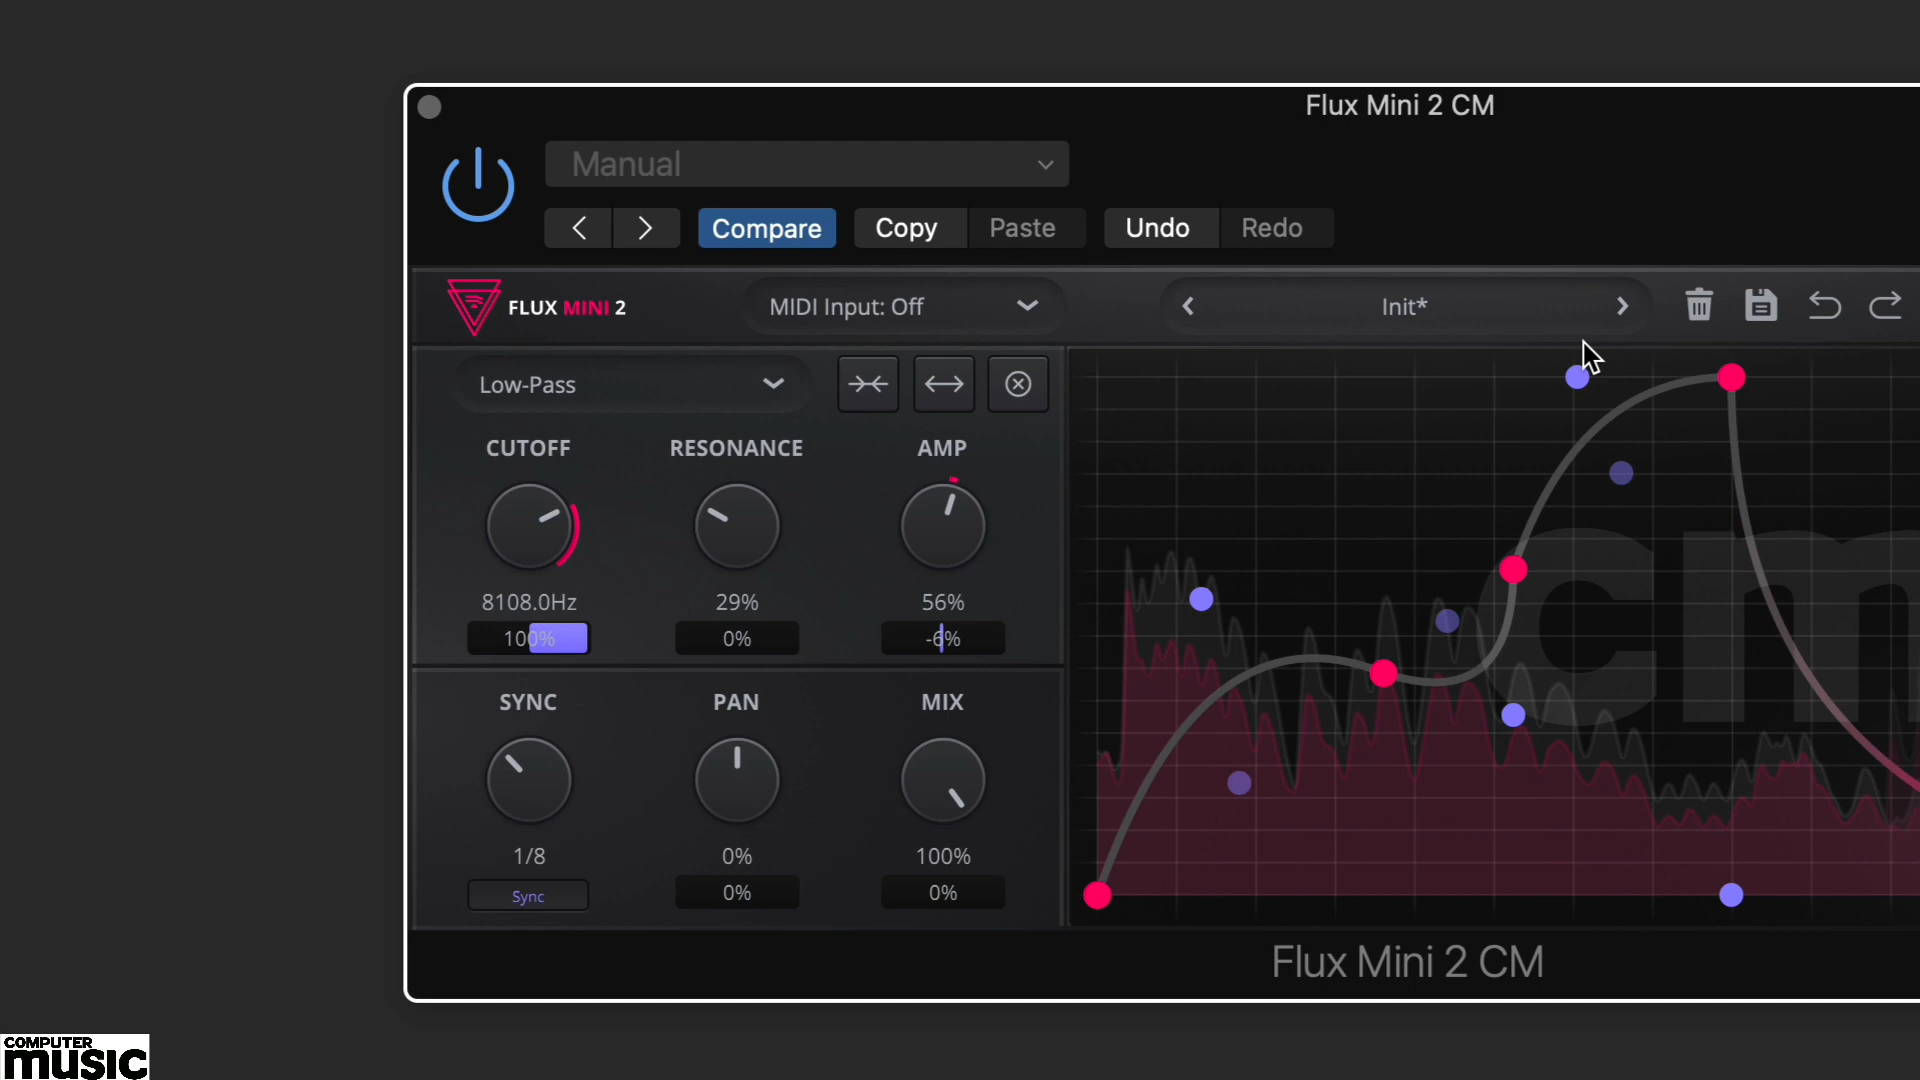 Flux Mini 2 CM
Manual
Compare
Copy
Paste
Undo
Redo
FLUX MINI 2
MIDI Input: Off
Init*
Low-Pass
CUTOFF
RESONANCE
AMP
8108.0Hz
29%
56%
100%
0%
-6%
SYNC
PAN
MIX
1/8
0%
100%
Sync
0%
0%
cm
Flux Mini 2 CM
COMPUTER
music